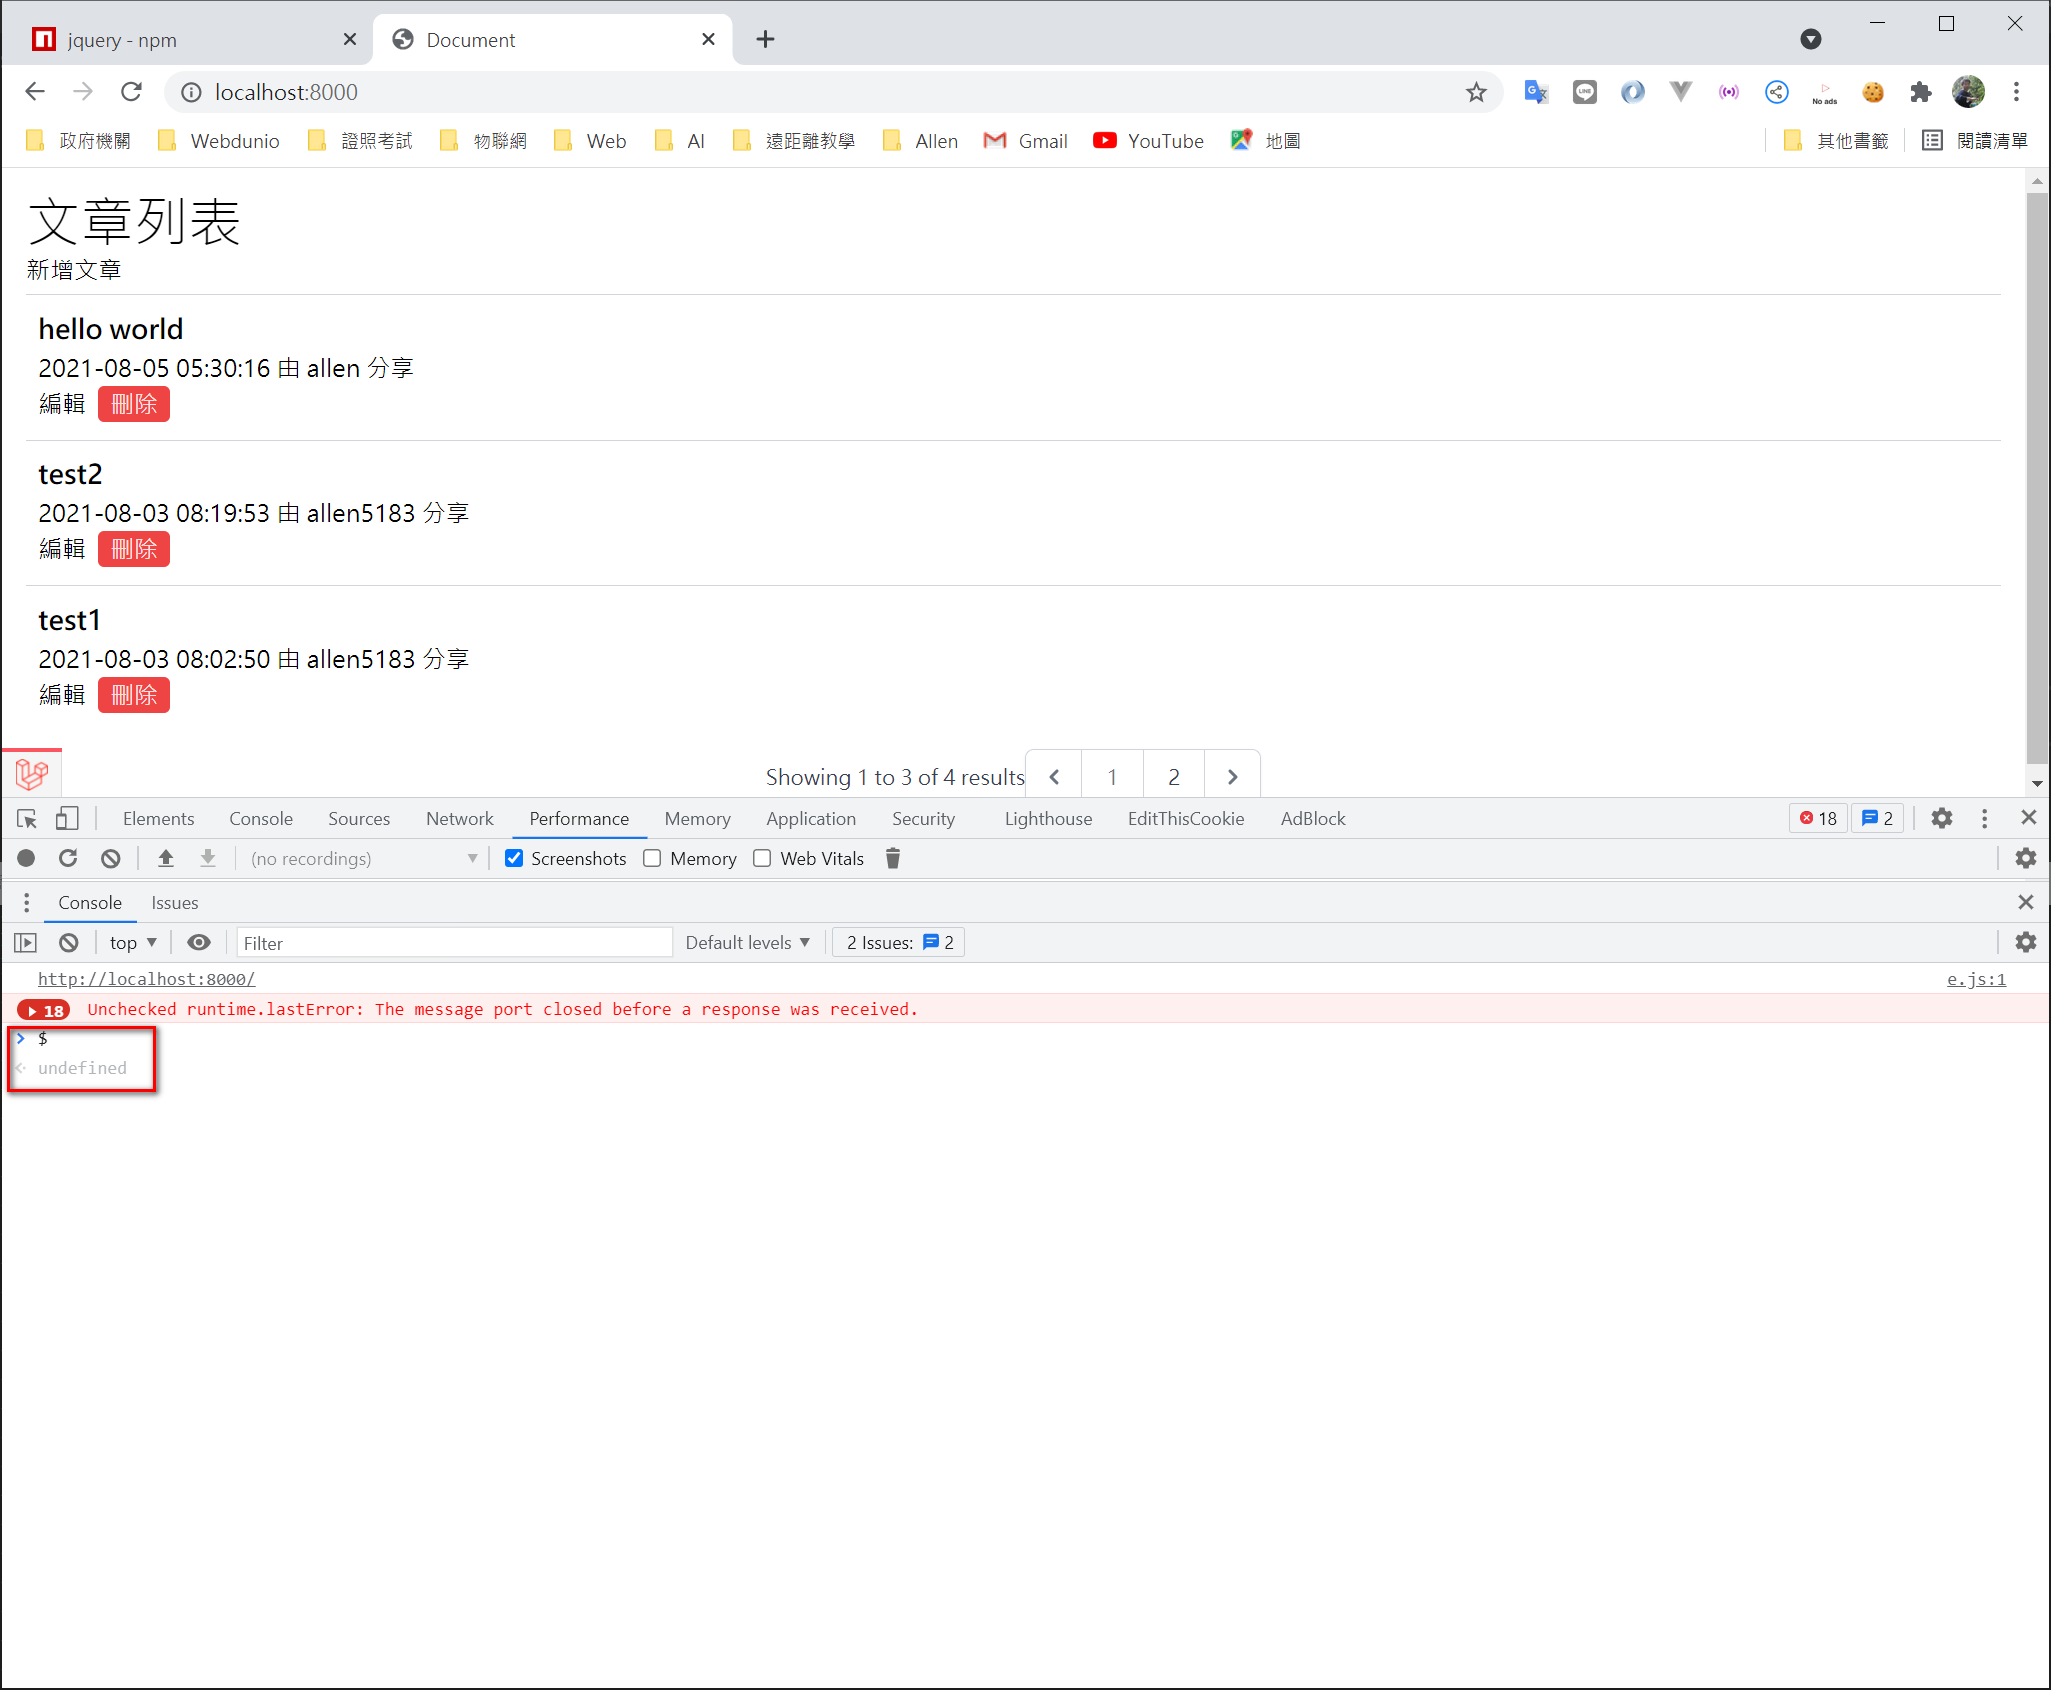 jquery - npm
Document
localhost:8000
No ads
政府機關 Webdunio 證照考試 物聯網 Web AI 遠距離教學 Allen Gmail YouTube 地圖 其他書籤 閱讀清單
文章列表
新增文章
hello world
2021-08-05 05:30:16 由 allen 分享
編輯 刪除
test2
2021-08-03 08:19:53 由 allen5183 分享
編輯 刪除
test1
2021-08-03 08:02:50 由 allen5183 分享
編輯 刪除
Showing 1 to 3 of 4 results 1 2
Elements Console Sources Network Performance Memory Application Security Lighthouse EditThisCookie AdBlock 18 2
(no recordings) Screenshots Memory Web Vitals
Console Issues
top Filter Default levels 2 Issues: 2
http://localhost:8000/ e.js:1
18 Unchecked runtime.lastError: The message port closed before a response was received.
$
undefined